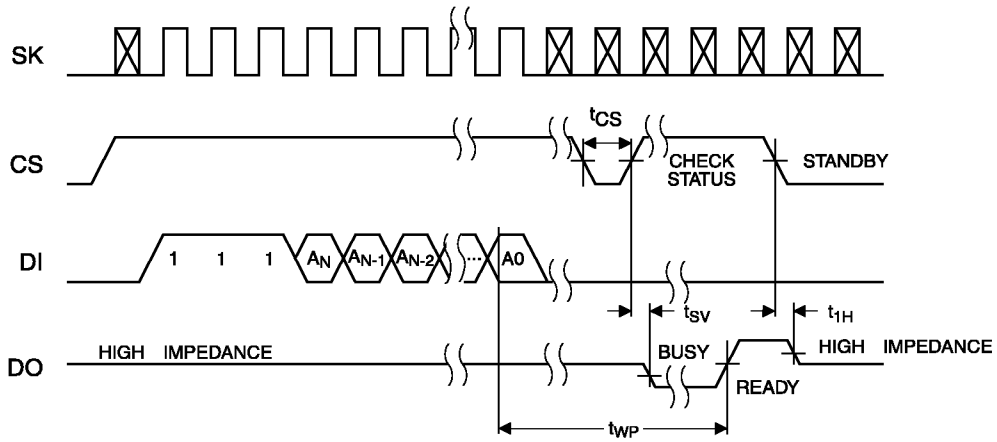 SK
CS
tCS
CHECK
STATUS
STANDBY
DI
1 1 1 AN AN-1 AN-2 ... A0
tSV
t1H
DO
HIGH IMPEDANCE
BUSY
READY
HIGH IMPEDANCE
tWP